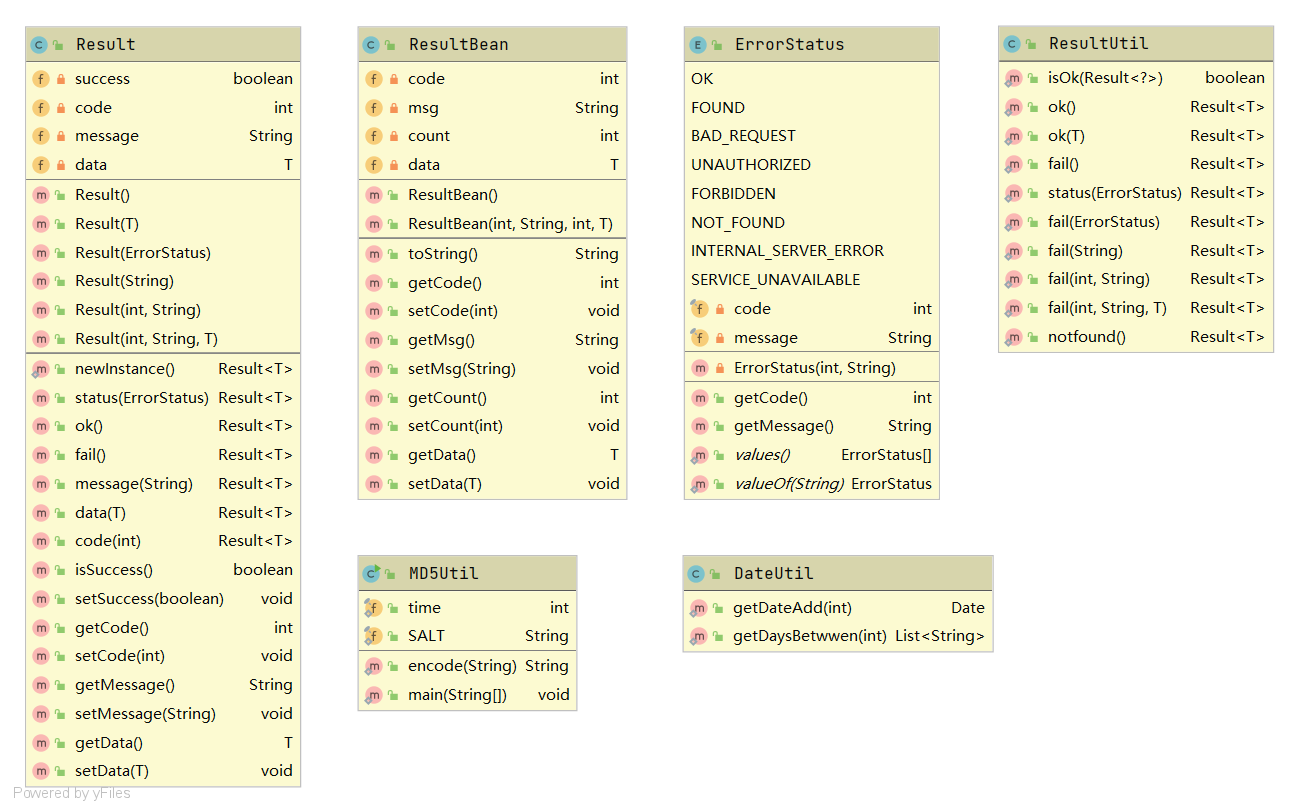 Result
success boolean
code int
message String
data T
Result()
Result(T)
Result(ErrorStatus)
Result(String)
Result(int, String)
Result(int, String, T)
newInstance() Result<T>
status(ErrorStatus) Result<T>
ok() Result<T>
fail() Result<T>
message(String) Result<T>
data(T) Result<T>
code(int) Result<T>
isSuccess() boolean
setSuccess(boolean) void
getCode() int
setCode(int) void
getMessage() String
setMessage(String) void
getData() T
setData(T) void
ResultBean
code int
msg String
count int
data T
ResultBean()
ResultBean(int, String, int, T)
toString() String
getCode() int
setCode(int) void
getMsg() String
setMsg(String) void
getCount() int
setCount(int) void
getData() T
setData(T) void
ErrorStatus
OK
FOUND
BAD_REQUEST
UNAUTHORIZED
FORBIDDEN
NOT_FOUND
INTERNAL_SERVER_ERROR
SERVICE_UNAVAILABLE
code int
message String
ErrorStatus(int, String)
getCode() int
getMessage() String
values() ErrorStatus[]
valueOf(String) ErrorStatus
ResultUtil
isOk(Result<?>) boolean
ok() Result<T>
ok(T) Result<T>
fail() Result<T>
status(ErrorStatus) Result<T>
fail(ErrorStatus) Result<T>
fail(String) Result<T>
fail(int, String) Result<T>
fail(int, String, T) Result<T>
notfound() Result<T>
MD5Util
time int
SALT String
encode(String) String
main(String[]) void
DateUtil
getDateAdd(int) Date
getDaysBetwwen(int) List<String>
Powered by yFiles